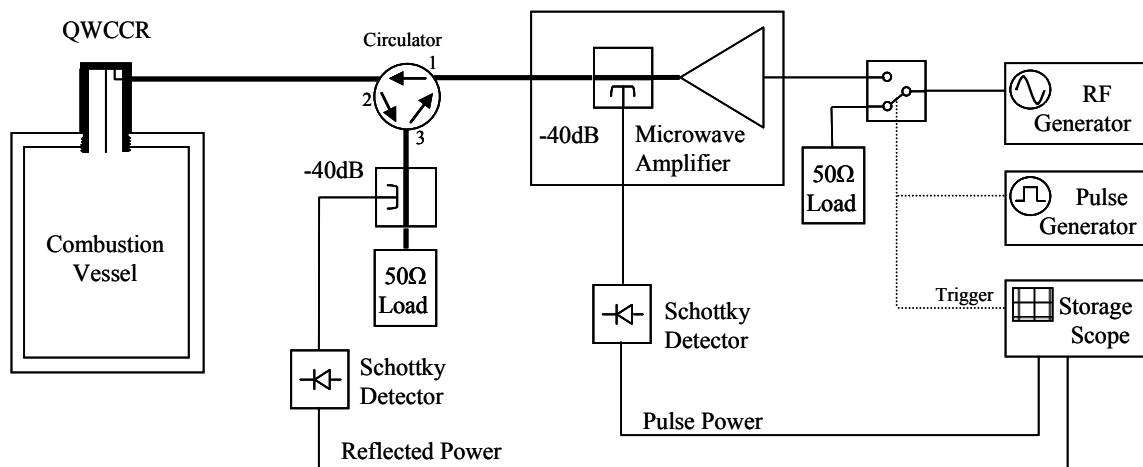 QWCCR
Circulator
1
2
3
-40dB
Microwave
Amplifier
RF
Generator
50Ω
Load
Pulse
Generator
-40dB
50Ω
Load
Combustion
Vessel
Trigger
Storage
Scope
Schottky
Detector
Schottky
Detector
Pulse Power
Reflected Power